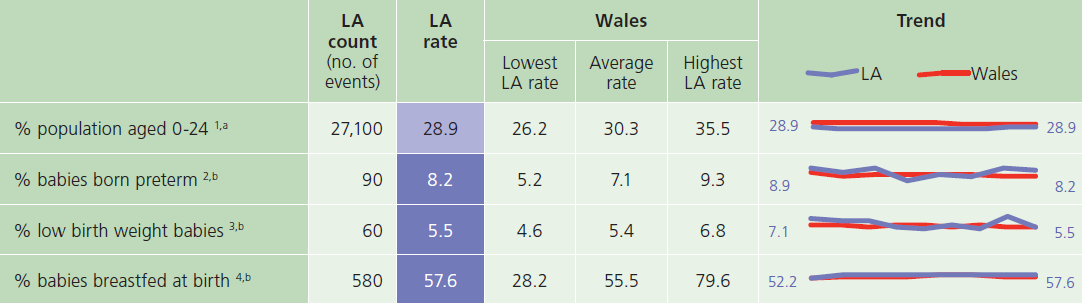 LA count (no. of events) LA rate Wales Trend
Lowest LA rate Average rate Highest LA rate LA Wales
% population aged 0-24 1,a 27,100 28.9 26.2 30.3 35.5 28.9 28.9
% babies born preterm 2,b 90 8.2 5.2 7.1 9.3 8.9 8.2
% low birth weight babies 3,b 60 5.5 4.6 5.4 6.8 7.1 5.5
% babies breastfed at birth 4,b 580 57.6 28.2 55.5 79.6 52.2 57.6